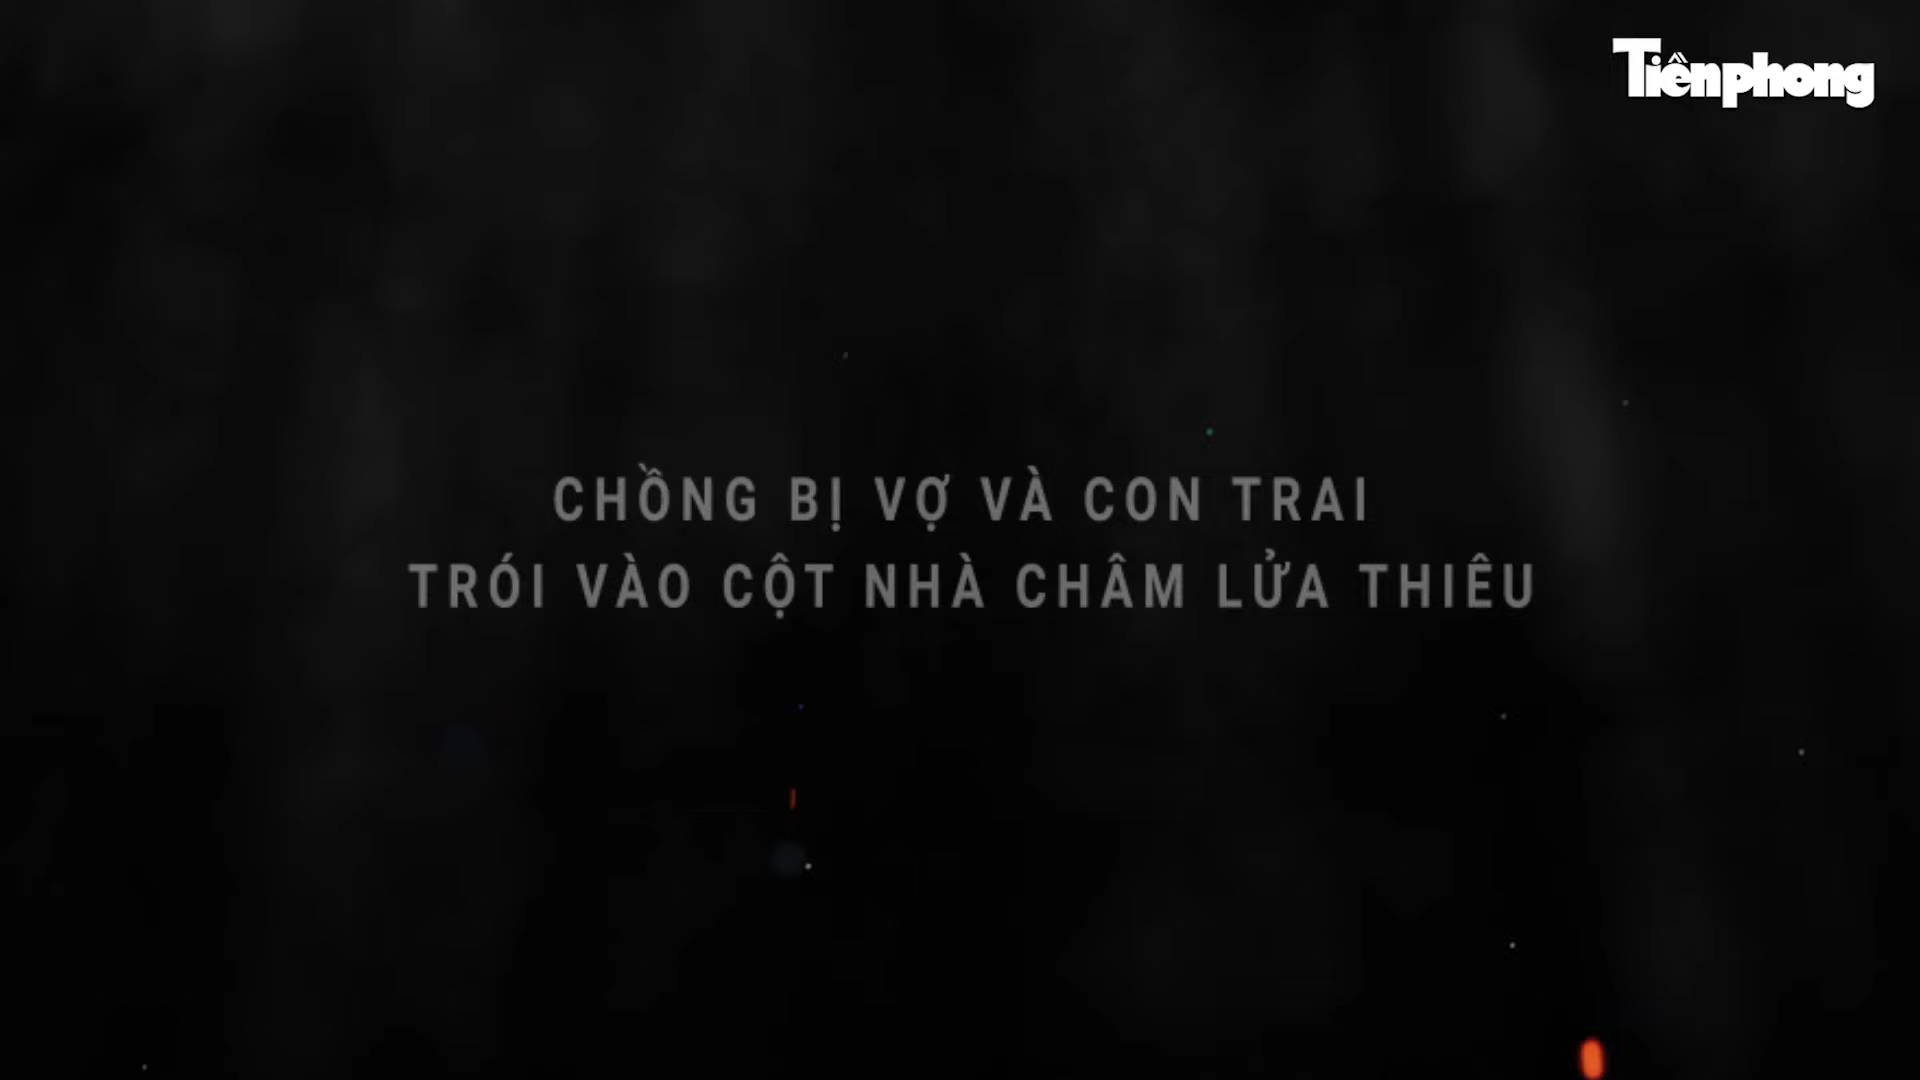 Tiềnphong
CHỒNG BỊ VỢ VÀ CON TRAI
TRÓI VÀO CỘT NHÀ CHÂM LỬA THIÊU